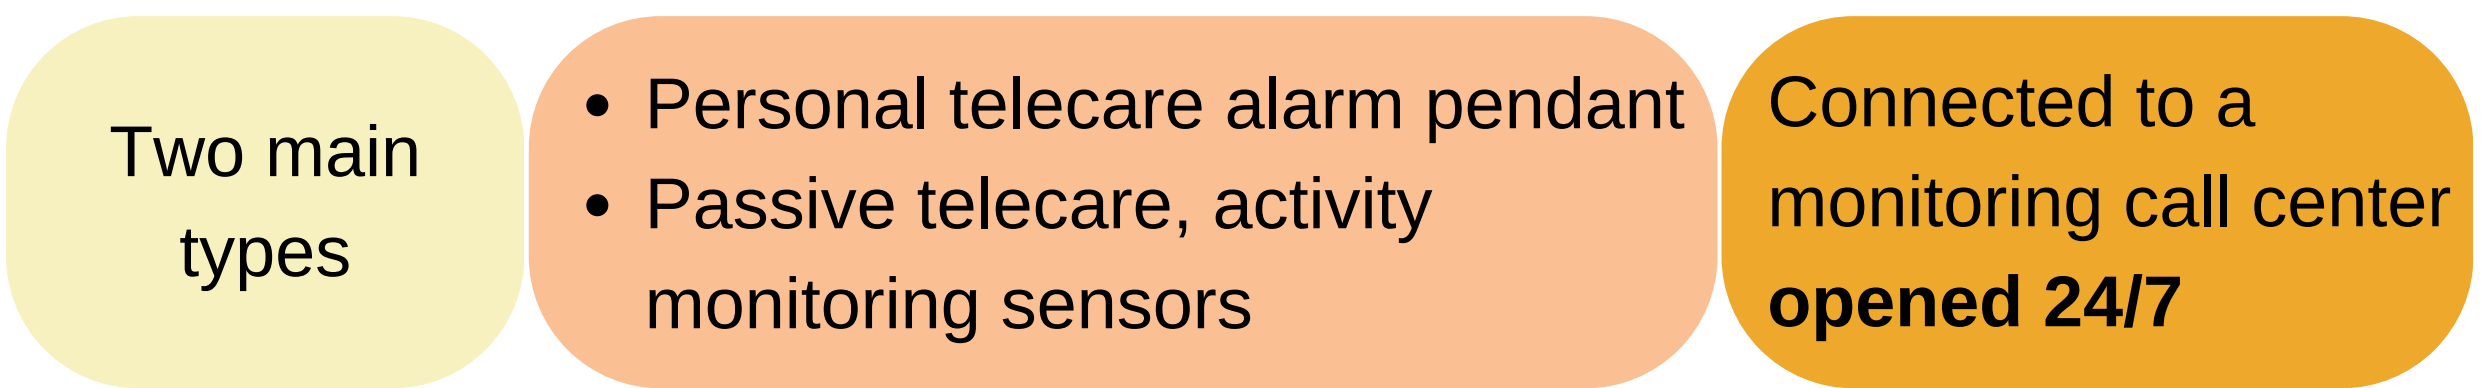 Two main
types
• Personal telecare alarm pendant
• Passive telecare, activity
monitoring sensors
Connected to a
monitoring call center
opened 24/7